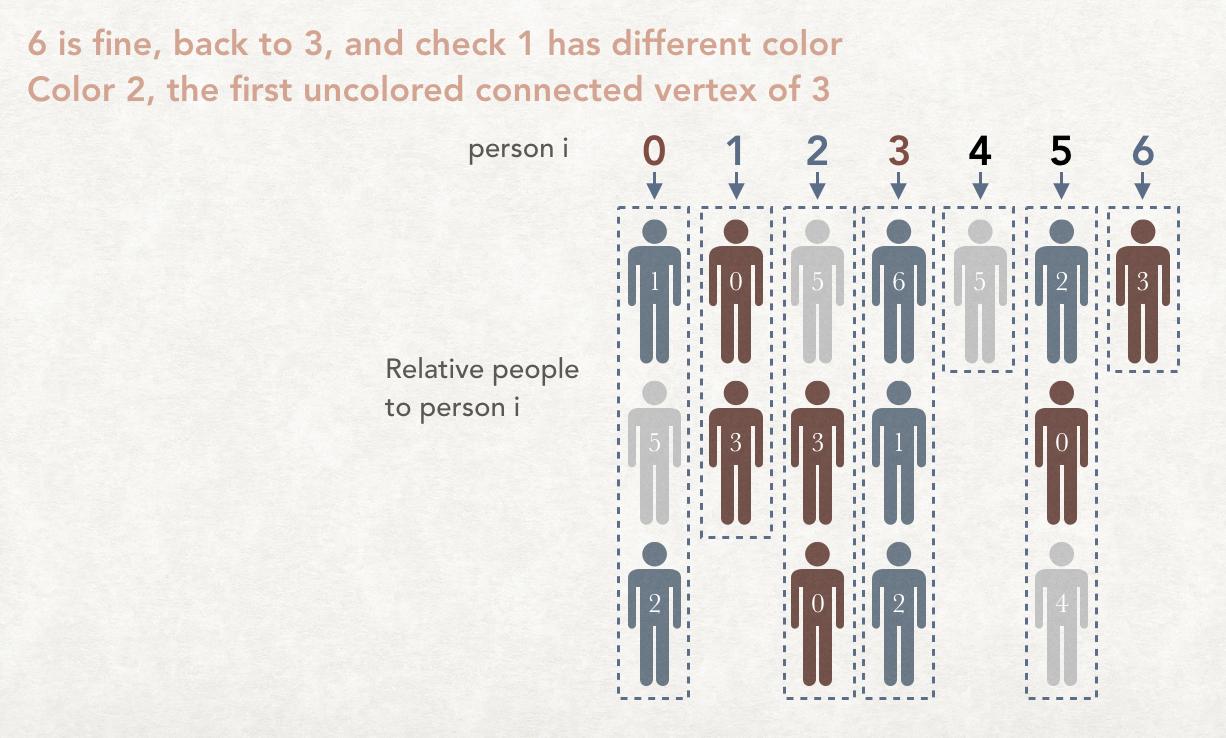 6 is fine, back to 3, and check 1 has different color
Color 2, the first uncolored connected vertex of 3
person i 0 1 2 3 4 5 6
1 0 5 6 5 2 3
Relative people
to person i
5 3 3 1 0
2 0 2 4